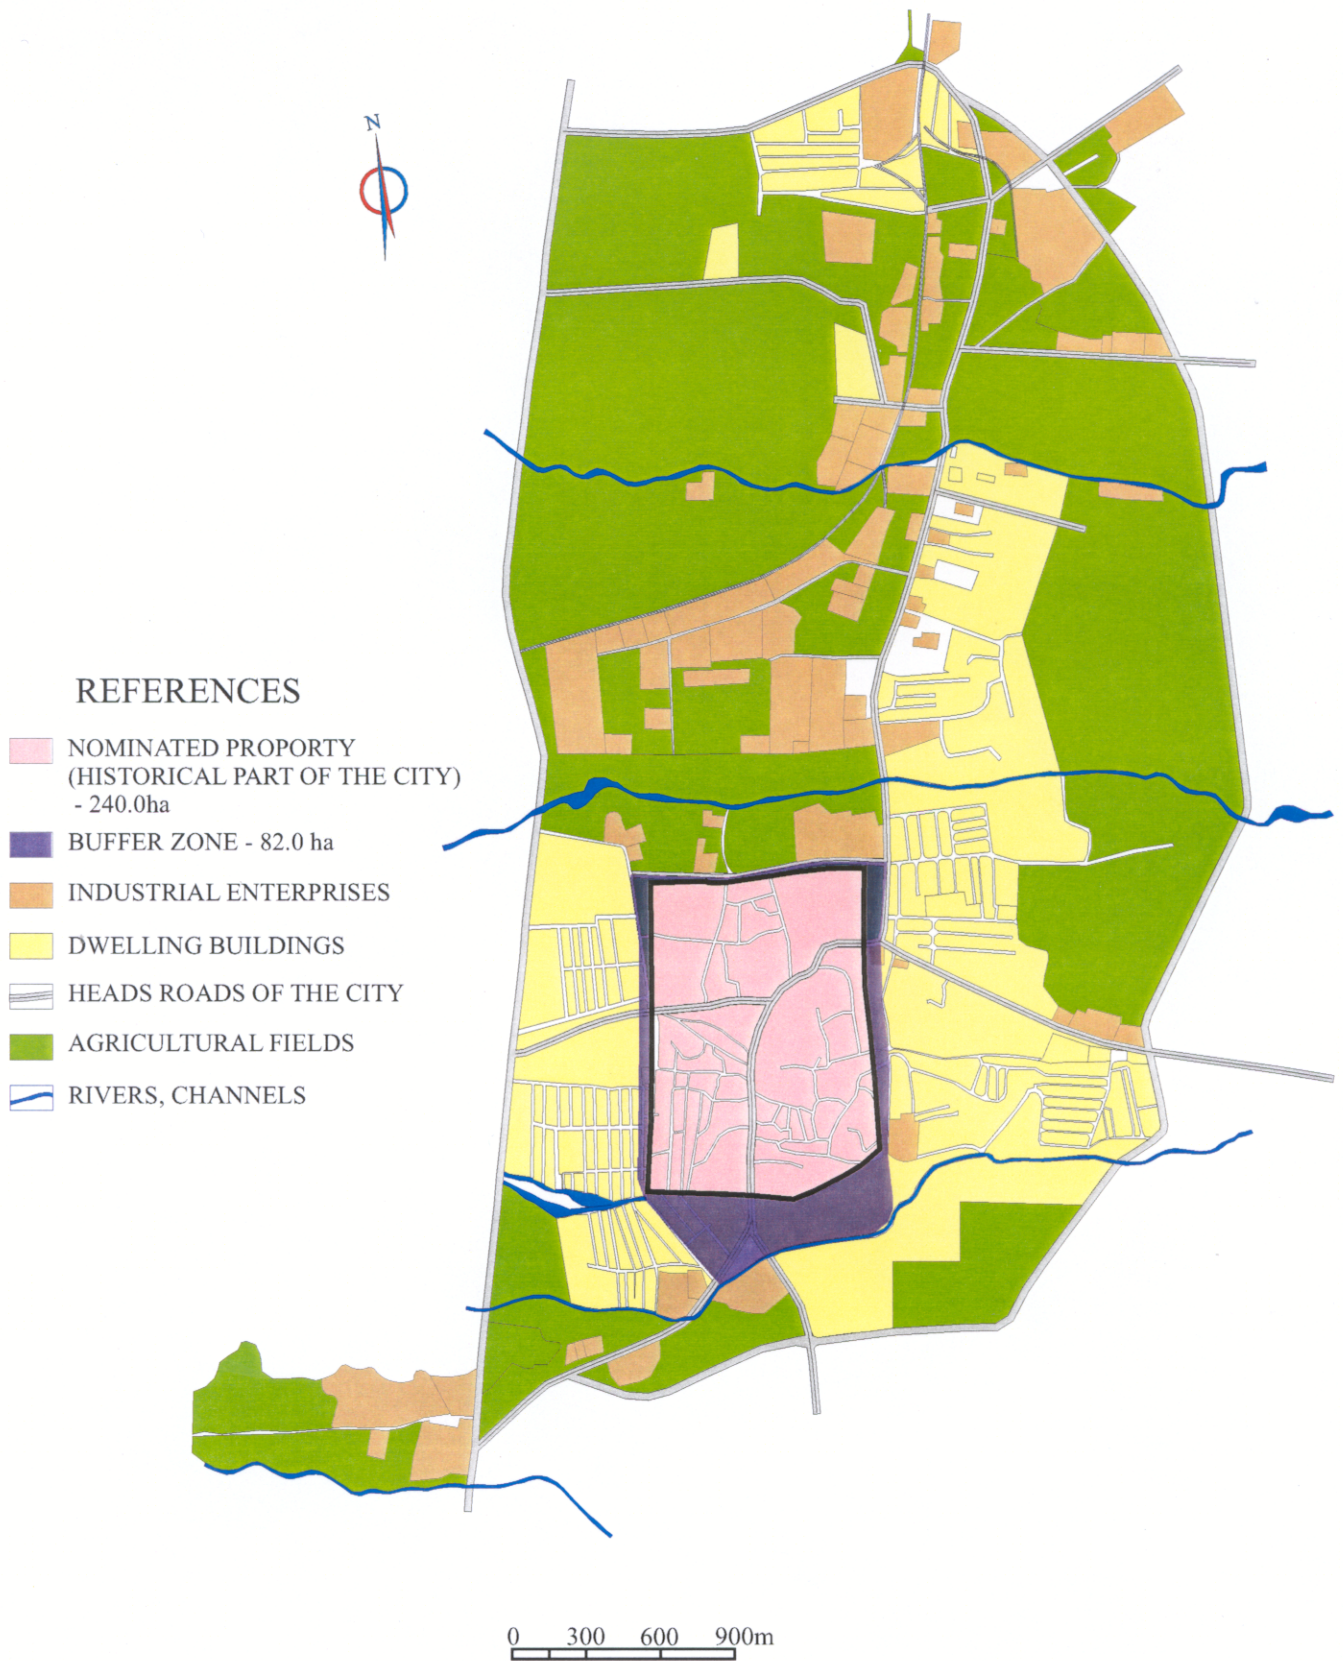 N
REFERENCES
NOMINATED PROPORTY
(HISTORICAL PART OF THE CITY)
- 240.0ha
BUFFER ZONE - 82.0 ha
INDUSTRIAL ENTERPRISES
DWELLING BUILDINGS
HEADS ROADS OF THE CITY
AGRICULTURAL FIELDS
RIVERS, CHANNELS
0 300 600 900m